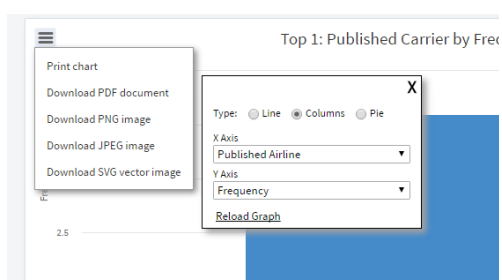 Top 1: Published Carrier by Freq
Print chart
Download PDF document
Download PNG image
Download JPEG image
Download SVG vector image
X
Type: Line Columns Pie
X Axis
Published Airline
Y Axis
Frequency
Reload Graph
Fre
2.5